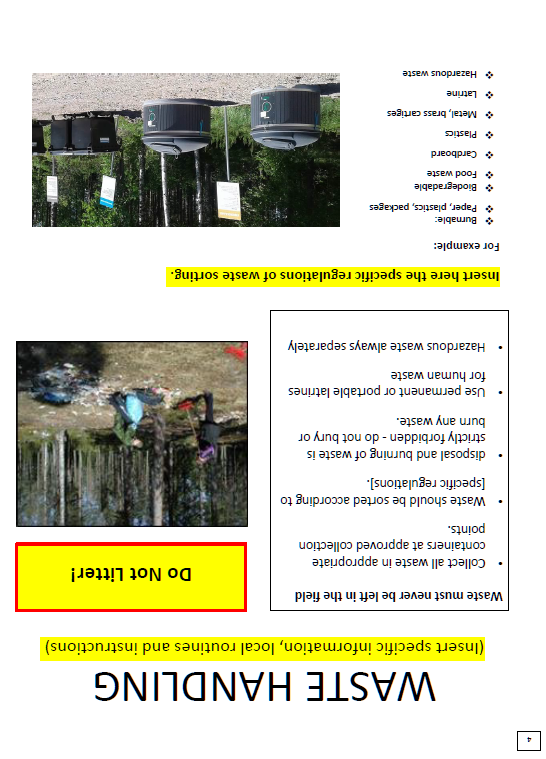 4
WASTE HANDLING
(Insert specific information, local routines and instructions)
Waste must never be left in the field
• Collect all waste in appropriate
containers at approved collection
points.
• Waste should be sorted according to
[specific regulations].
• disposal and burning of waste is
strictly forbidden - do not bury or
burn any waste.
• Use permanent or portable latrines
for human waste
• Hazardous waste always separately
Do Not Litter!
Insert here the specific regulations of waste sorting.
For example:
❖ Burnable:
❖ Paper, plastics, packages
❖ Biodegradable
❖ Food waste
❖ Cardboard
❖ Plastics
❖ Metal, brass cartiges
❖ Latrine
❖ Hazardous waste